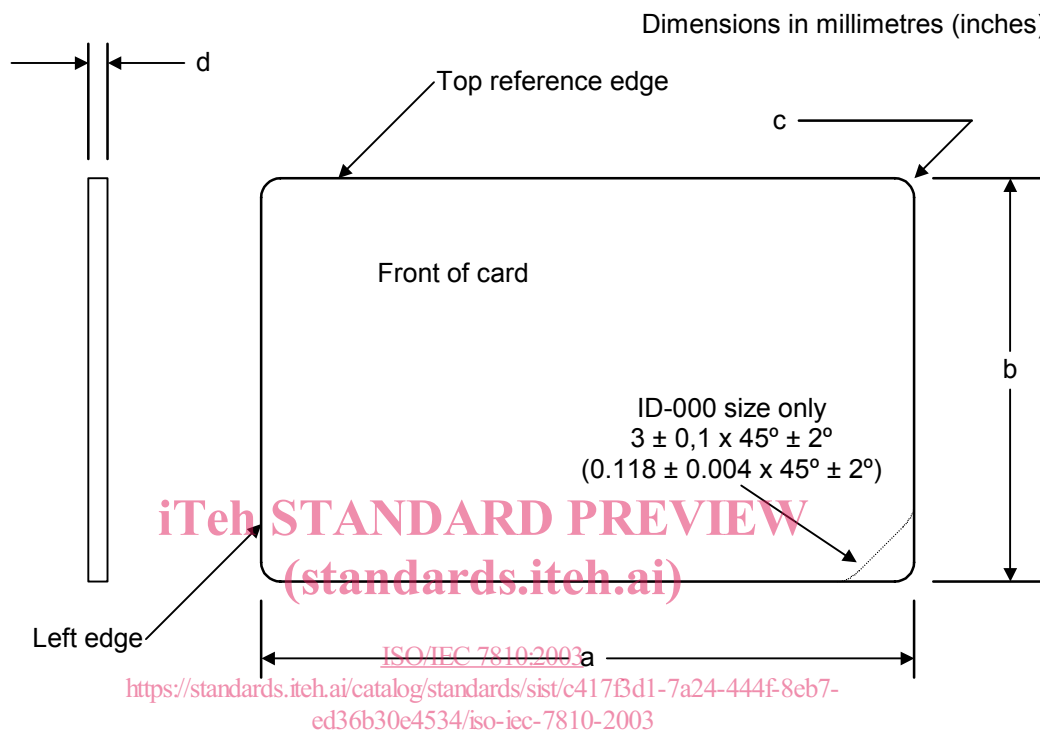 Dimensions in millimetres (inches)
d
Top reference edge
c
Front of card
b
ID-000 size only
3 ± 0,1 x 45º ± 2º
(0.118 ± 0.004 x 45º ± 2º)
iTeh STANDARD PREVIEW
(standards.iteh.ai)
Left edge
ISO/IEC 7810:2003
a
https://standards.iteh.ai/catalog/standards/sist/c417f3d1-7a24-444f-8eb7-
ed36b30e4534/iso-iec-7810-2003